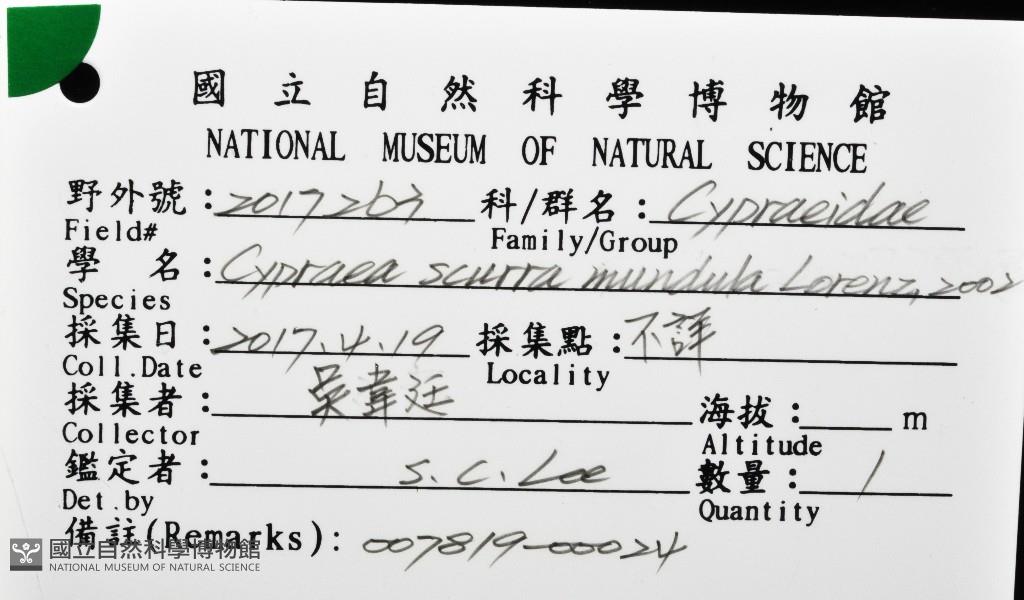 國立自然科學博物館
NATIONAL MUSEUM OF NATURAL SCIENCE
野外號：2017263 科/群名：Cypraeidae
Field# Family/Group
學 名：Cypraea scurra mundula Lorenz, 2002
Species
採集日：2017.4.19 採集點：不詳
Coll.Date Locality
採集者：吳韋廷 海拔：____ m
Collector Altitude
鑑定者：S. C. Lee 數量：1
Det.by Quantity
備註(Remarks)：007819-00024
國立自然科學博物館
NATIONAL MUSEUM OF NATURAL SCIENCE